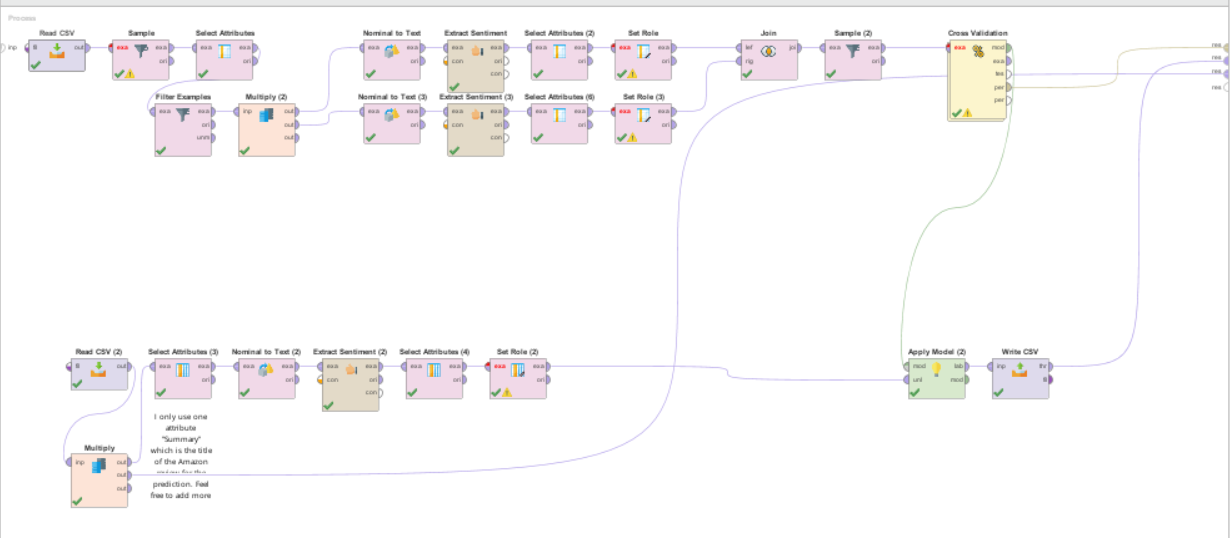 Process
Read CSV
Sample
Select Attributes
Nominal to Text
Extract Sentiment
Select Attributes (2)
Set Role
Join
Sample (2)
Cross Validation
inp
fil
out
exa
exa
ori
exa
exa
ori
exa
exa
ori
exa
exa
con
con
exa
exa
ori
exa
exa
ori
lef
rig
joi
exa
exa
ori
exa
mod
exa
tes
per
per
res
res
res
res
Filter Examples
Multiply (2)
Nominal to Text (3)
Extract Sentiment (3)
Select Attributes (6)
Set Role (3)
exa
exa
ori
unm
inp
out
out
out
exa
exa
ori
exa
exa
con
con
exa
exa
ori
exa
exa
ori
Read CSV (2)
Select Attributes (3)
Nominal to Text (2)
Extract Sentiment (2)
Select Attributes (4)
Set Role (2)
Apply Model (2)
Write CSV
fil
out
exa
exa
ori
exa
exa
ori
exa
exa
con
ori
con
exa
exa
ori
exa
exa
ori
mod
lab
unl
mod
inp
thr
fil
I only use one
attribute
"Summary"
which is the title
of the Amazon
review for the
prediction. Feel
free to add more
Multiply
inp
out
out
out